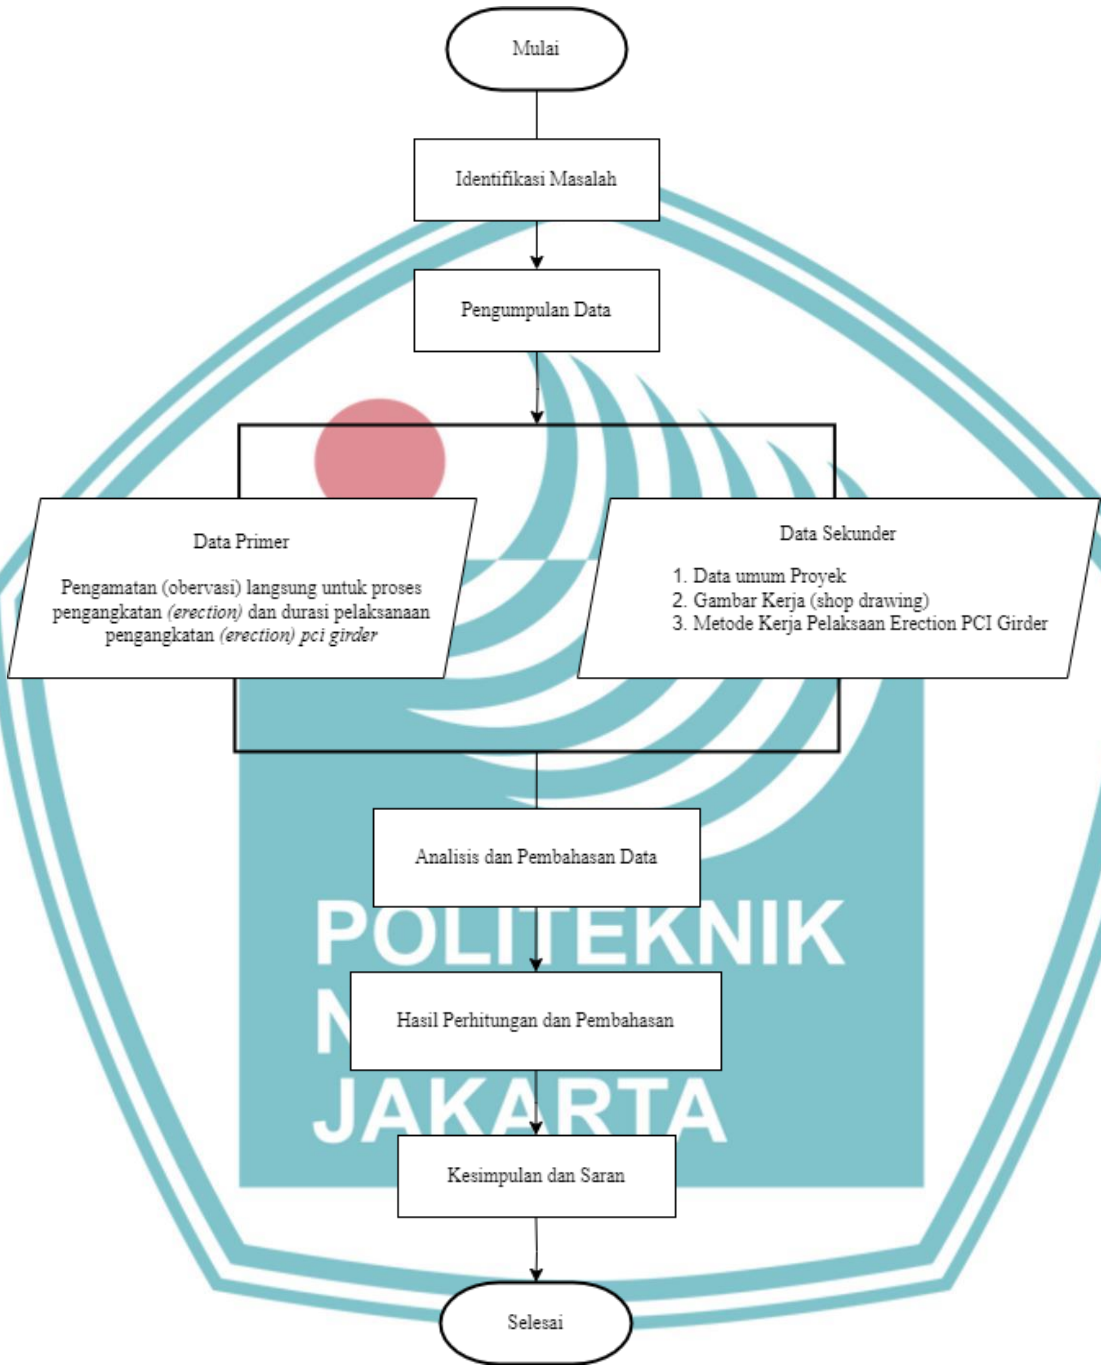 Mulai
Identifikasi Masalah
Pengumpulan Data
Data Primer
Pengamatan (obervasi) langsung untuk proses
pengangkatan (erection) dan durasi pelaksanaan
pengangkatan (erection) pci girder
Data Sekunder
1. Data umum Proyek
2. Gambar Kerja (shop drawing)
3. Metode Kerja Pelaksaan Erection PCI Girder
Analisis dan Pembahasan Data
POLITEKNIK
Hasil Perhitungan dan Pembahasan
JAKARTA
Kesimpulan dan Saran
Selesai